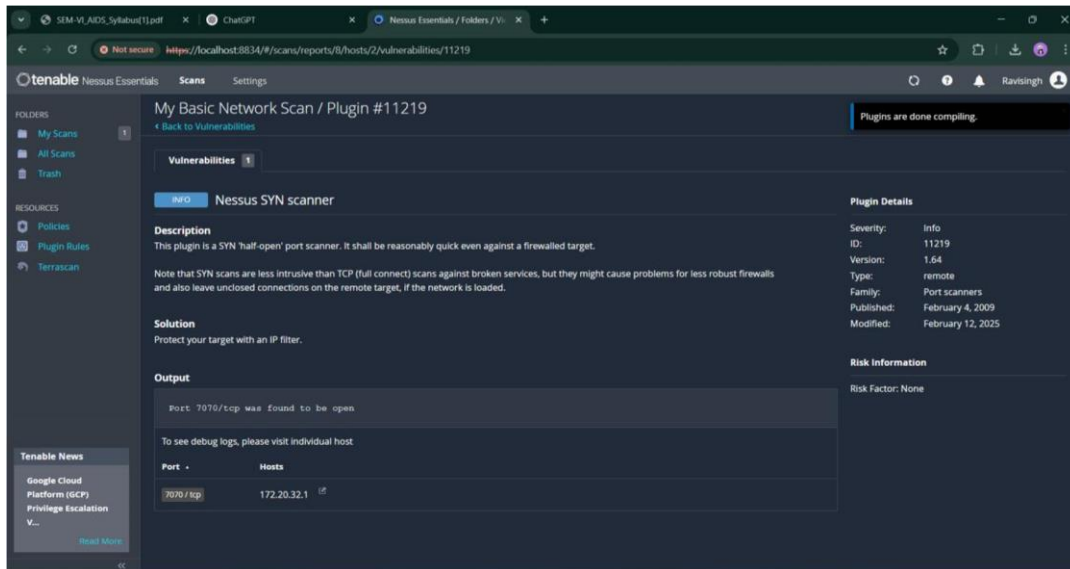 SEM-VI_AIDS_Syllabus[1].pdf
ChatGPT
Nessus Essentials / Folders / Vi
Not secure https://localhost:8834/#/scans/reports/8/hosts/2/vulnerabilities/11219
tenable Nessus Essentials
Scans
Settings
Ravisingh
FOLDERS
My Scans 1
All Scans
Trash
RESOURCES
Policies
Plugin Rules
Terrascan
Tenable News
Google Cloud
Platform (GCP)
Privilege Escalation
V...
Read More
My Basic Network Scan / Plugin #11219
‹ Back to Vulnerabilities
Plugins are done compiling.
Vulnerabilities 1
INFO Nessus SYN scanner
Description
This plugin is a SYN 'half-open' port scanner. It shall be reasonably quick even against a firewalled target.
Note that SYN scans are less intrusive than TCP (full connect) scans against broken services, but they might cause problems for less robust firewalls
and also leave unclosed connections on the remote target, if the network is loaded.
Solution
Protect your target with an IP filter.
Output
Port 7070/tcp was found to be open
To see debug logs, please visit individual host
Port Hosts
7070 / tcp 172.20.32.1
Plugin Details
Severity: Info
ID: 11219
Version: 1.64
Type: remote
Family: Port scanners
Published: February 4, 2009
Modified: February 12, 2025
Risk Information
Risk Factor: None